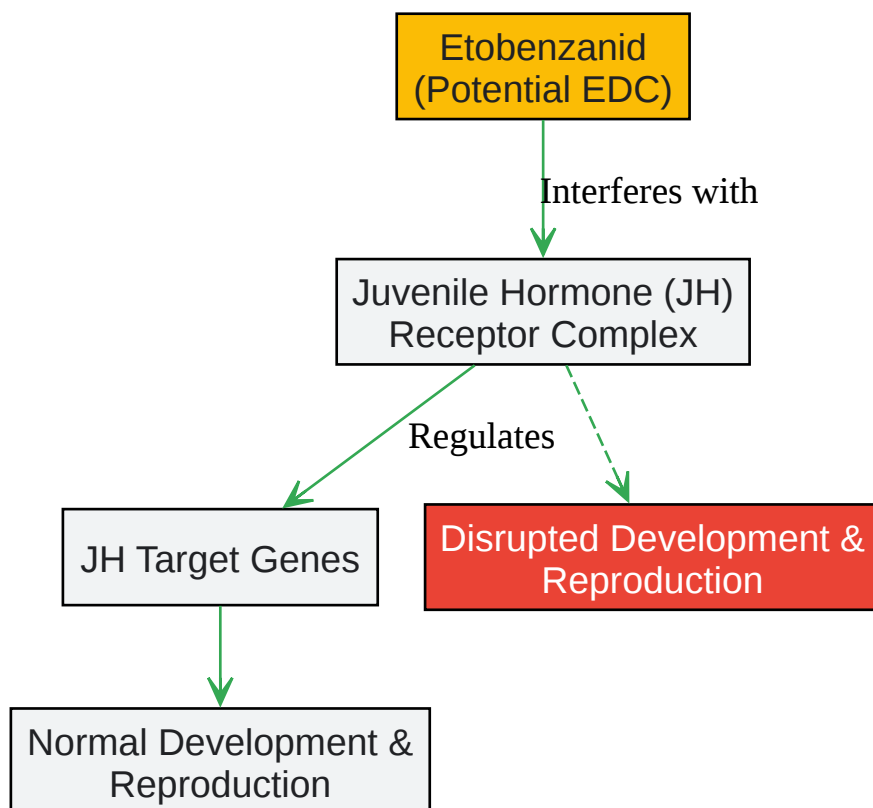 Etobenzanid
(Potential EDC)
Interferes with
Juvenile Hormone (JH)
Receptor Complex
Regulates
JH Target Genes
Disrupted Development &
Reproduction
Normal Development &
Reproduction